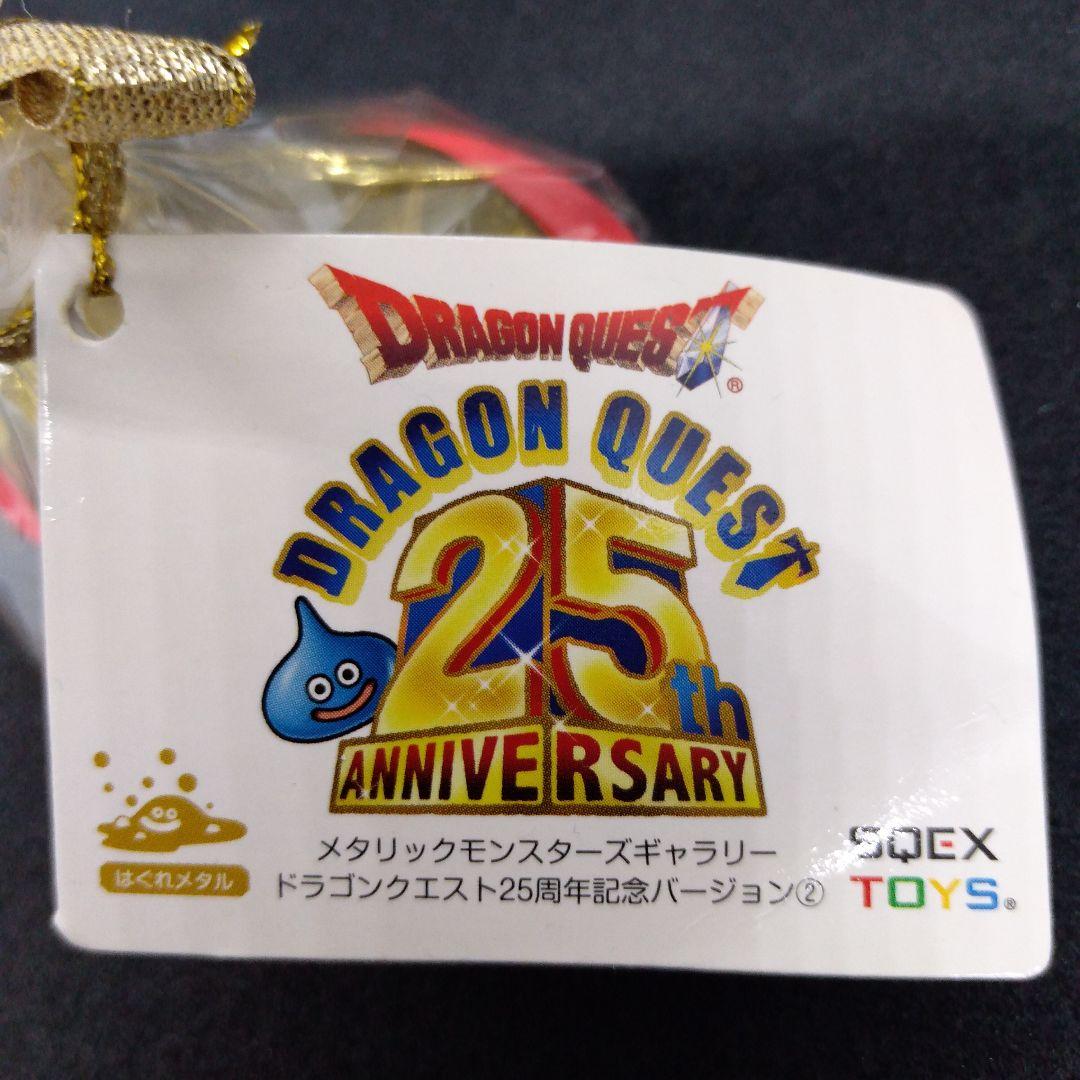 DRAGON QUEST®
DRAGON QUEST
25th
ANNIVERSARY
メタリックモンスターズギャラリー
ドラゴンクエスト25周年記念バージョン②
はぐれメタル
SQEX
TOYS®